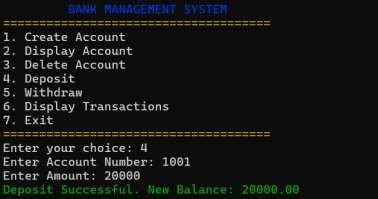 BANK MANAGEMENT SYSTEM
=====================================
1. Create Account
2. Display Account
3. Delete Account
4. Deposit
5. Withdraw
6. Display Transactions
7. Exit
=====================================
Enter your choice: 4
Enter Account Number: 1001
Enter Amount: 20000
Deposit Successful. New Balance: 20000.00